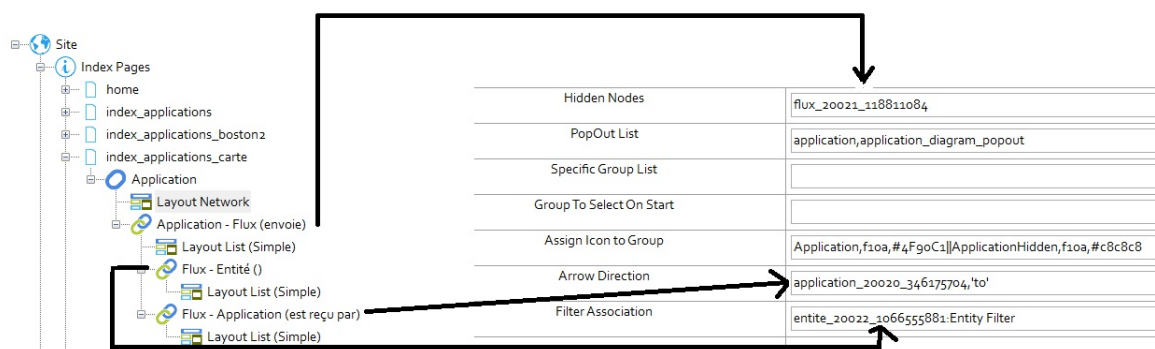 Site
Index Pages
home
index_applications
index_applications_boston2
index_applications_carte
Application
Layout Network
Application - Flux (envoie)
Layout List (Simple)
Flux - Entité ()
Layout List (Simple)
Flux - Application (est reçu par)
Layout List (Simple)
Hidden Nodes flux_20021_118811084
PopOut List application,application_diagram_popout
Specific Group List
Group To Select On Start
Assign Icon to Group Application,f10a,#4F90C1||ApplicationHidden,f10a,#c8c8c8
Arrow Direction application_20020_346175704,'to'
Filter Association entite_20022_1066555881:Entity Filter